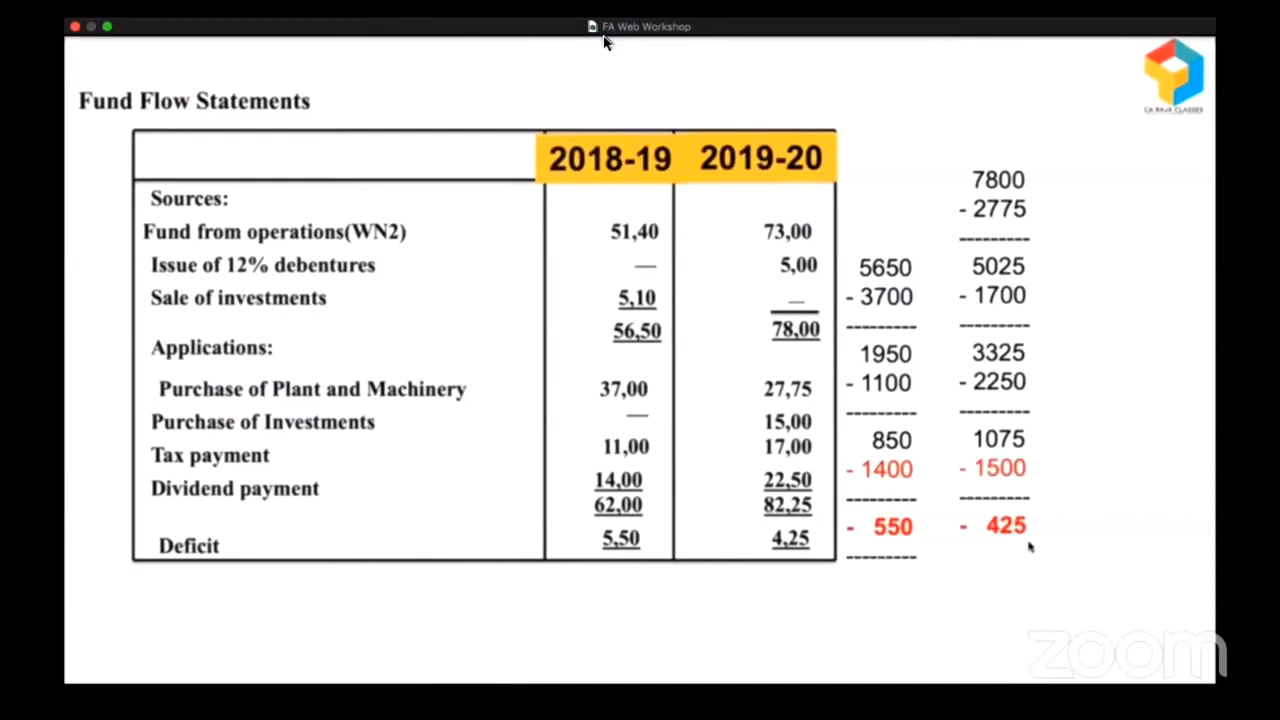 FA Web Workshop
CA RAJA CLASSES
Fund Flow Statements
2018-19 2019-20
Sources:
Fund from operations(WN2) 51,40 73,00
Issue of 12% debentures — 5,00
Sale of investments 5,10 —
56,50 78,00
Applications:
Purchase of Plant and Machinery 37,00 27,75
Purchase of Investments — 15,00
Tax payment 11,00 17,00
Dividend payment 14,00 22,50
62,00 82,25
Deficit 5,50 4,25
5650
- 3700
---------
1950
- 1100
---------
850
- 1400
---------
- 550
---------
7800
- 2775
---------
5025
- 1700
---------
3325
- 2250
---------
1075
- 1500
---------
- 425
zoom